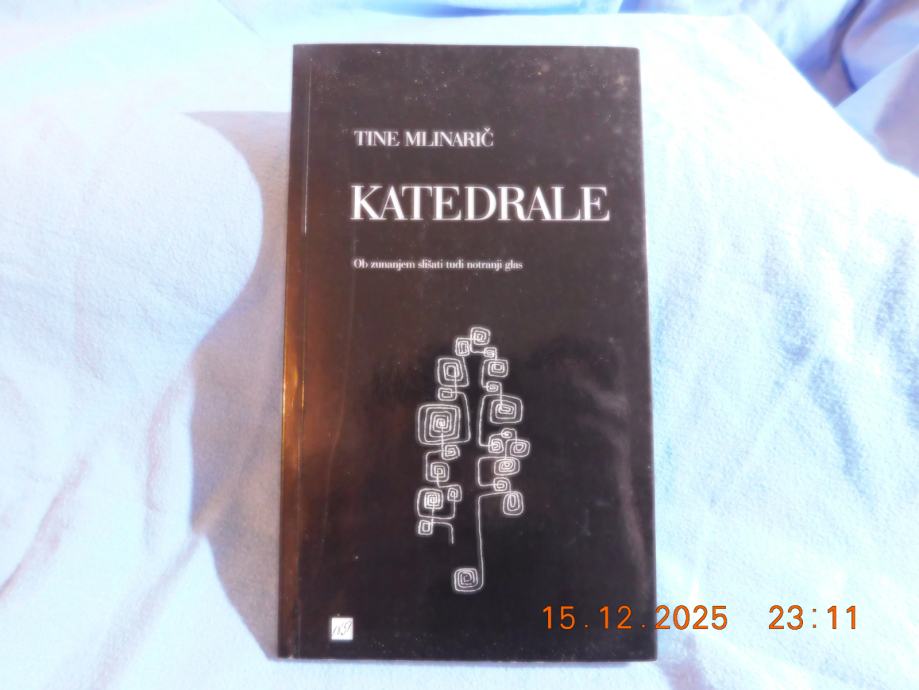 TINE MLINARIČ
KATEDRALE
Ob zunanjem slišati tudi notranji glas
15.12.2025 23:11